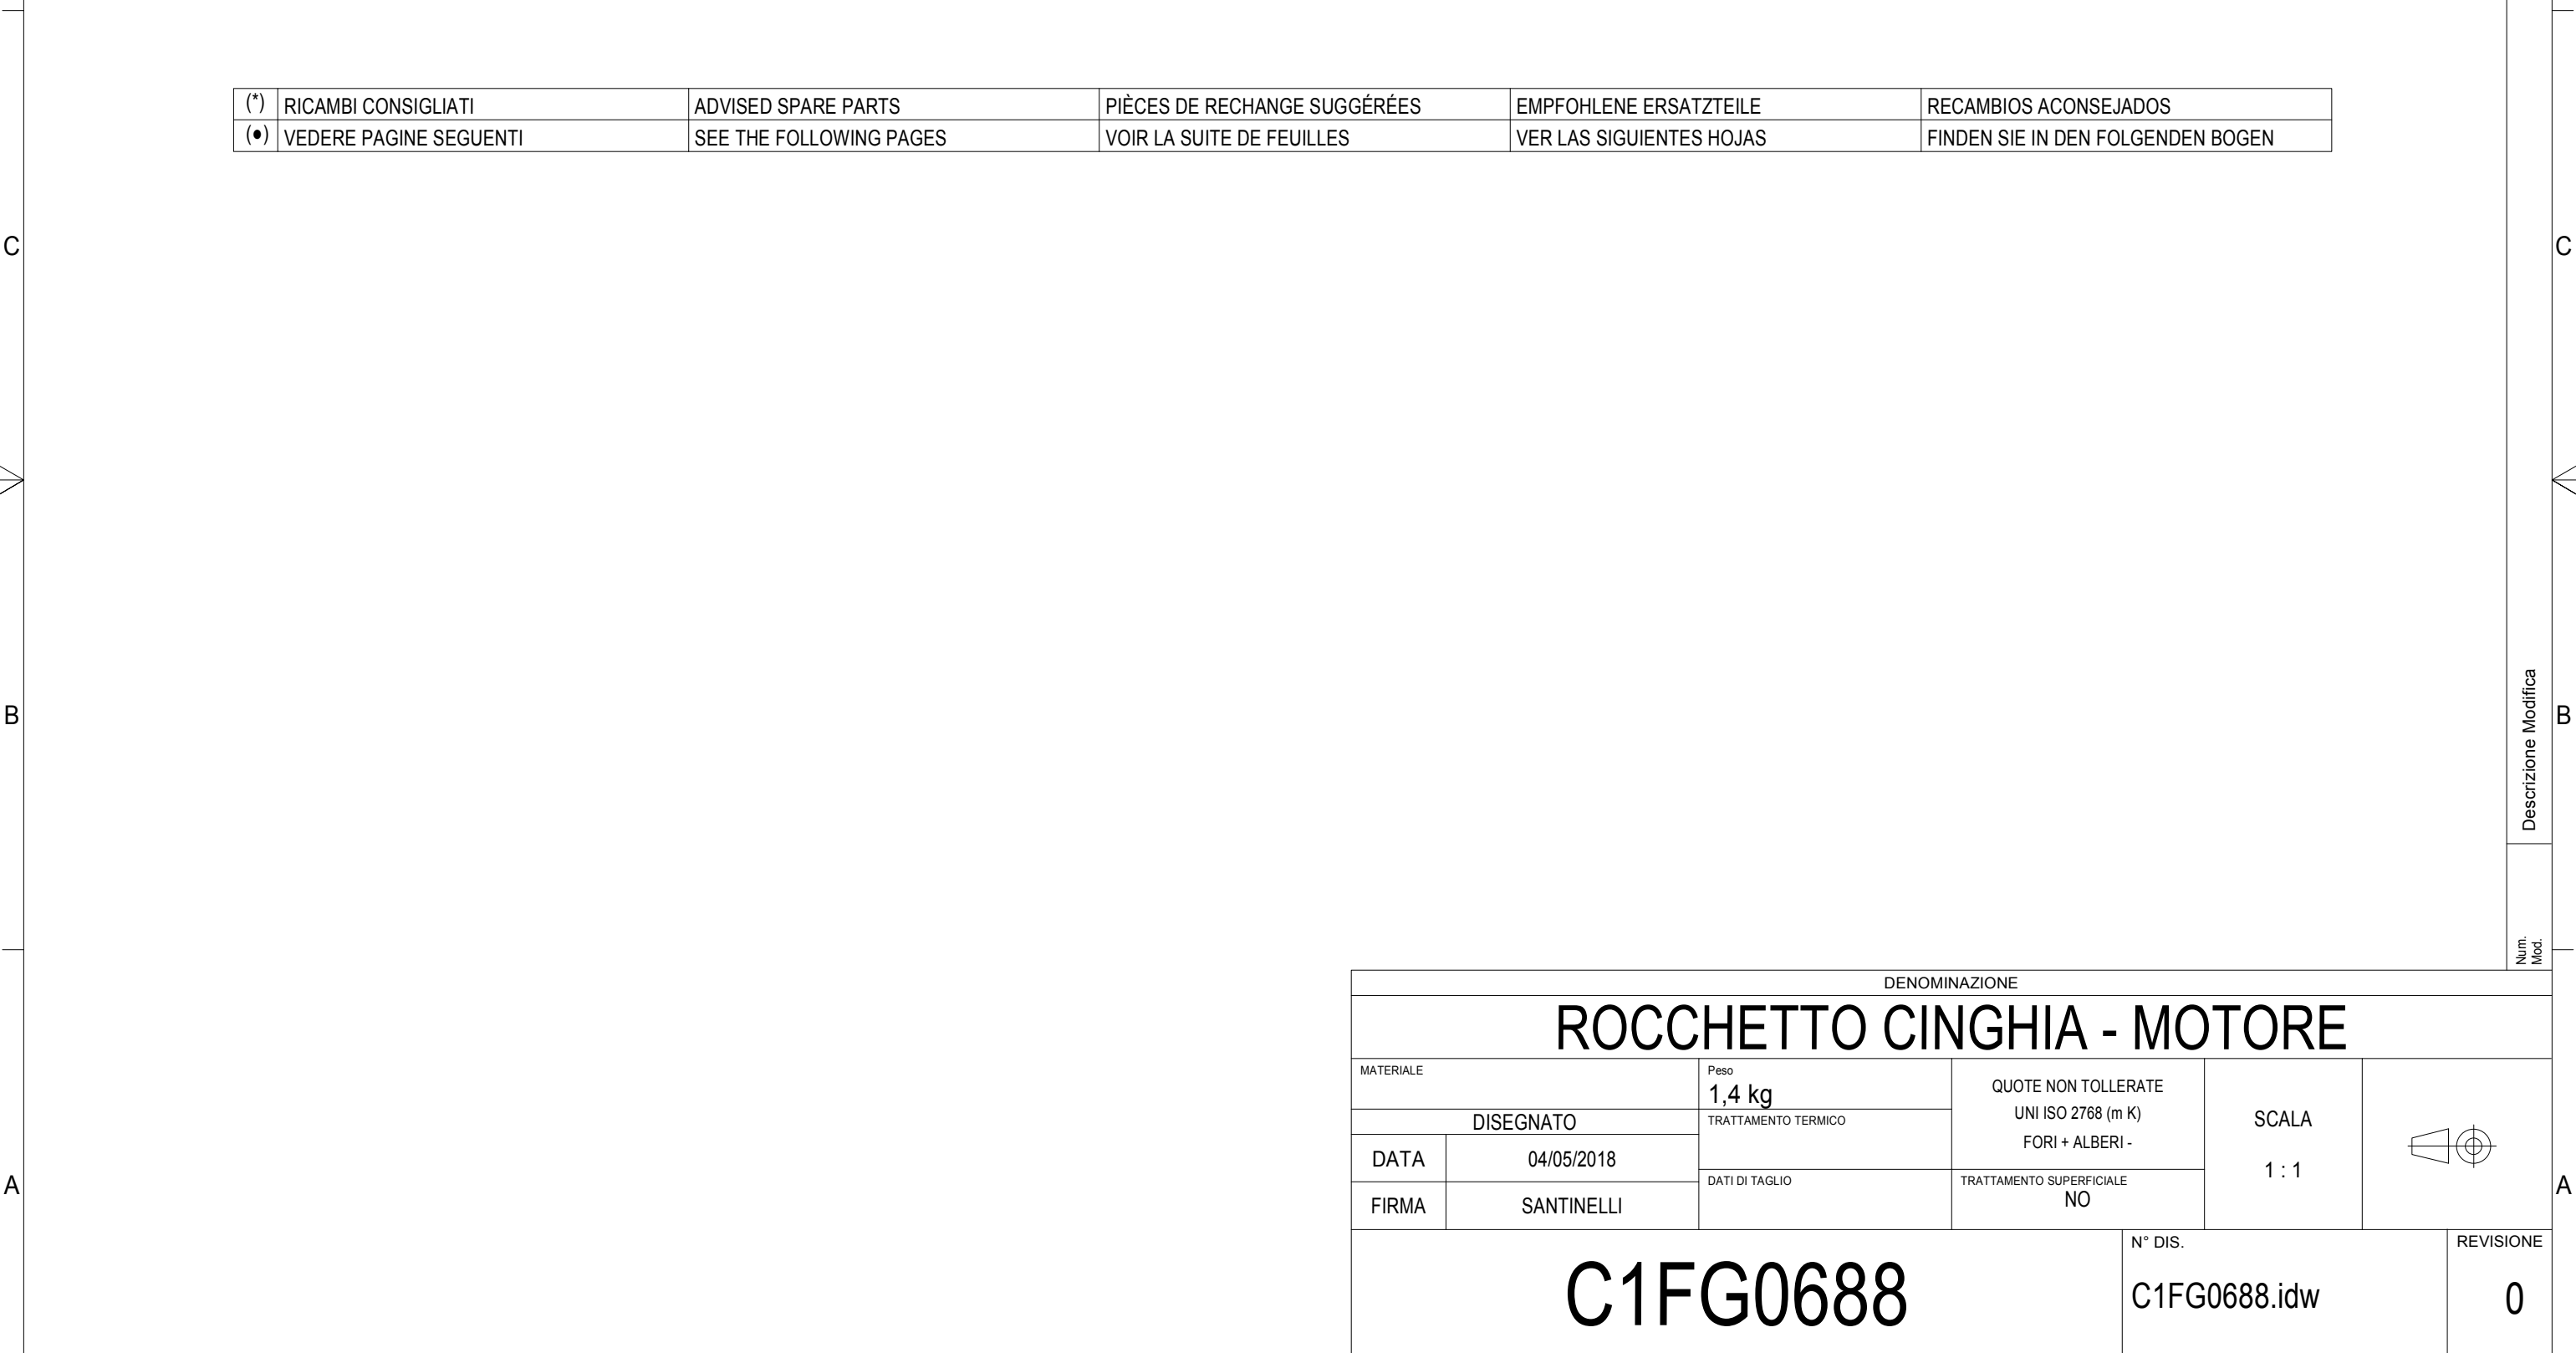 (*) RICAMBI CONSIGLIATI ADVISED SPARE PARTS PIÈCES DE RECHANGE SUGGÉRÉES EMPFOHLENE ERSATZTEILE RECAMBIOS ACONSEJADOS
(●) VEDERE PAGINE SEGUENTI SEE THE FOLLOWING PAGES VOIR LA SUITE DE FEUILLES VER LAS SIGUIENTES HOJAS FINDEN SIE IN DEN FOLGENDEN BOGEN
C
C
B
B
Descrizione Modifica
Num.
Mod.
A
A
DENOMINAZIONE
ROCCHETTO CINGHIA - MOTORE
MATERIALE
Peso
1,4 kg
QUOTE NON TOLLERATE
UNI ISO 2768 (m K)
FORI + ALBERI -
SCALA
1 : 1
DISEGNATO
TRATTAMENTO TERMICO
DATA 04/05/2018
DATI DI TAGLIO
TRATTAMENTO SUPERFICIALE
NO
FIRMA SANTINELLI
C1FG0688
N° DIS.
C1FG0688.idw
REVISIONE
0